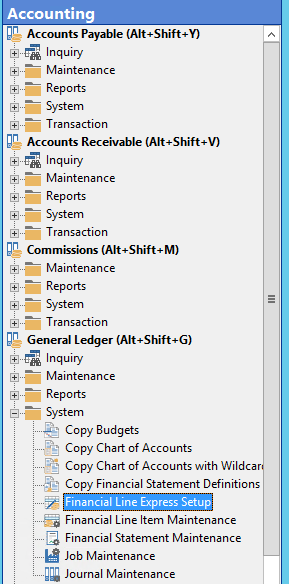 Accounting
Accounts Payable (Alt+Shift+Y)
Inquiry
Maintenance
Reports
System
Transaction
Accounts Receivable (Alt+Shift+V)
Inquiry
Maintenance
Reports
System
Transaction
Commissions (Alt+Shift+M)
Maintenance
Reports
System
Transaction
General Ledger (Alt+Shift+G)
Inquiry
Maintenance
Reports
System
Copy Budgets
Copy Chart of Accounts
Copy Chart of Accounts with Wildcar
Copy Financial Statement Definitions
Financial Line Express Setup
Financial Line Item Maintenance
Financial Statement Maintenance
Job Maintenance
Journal Maintenance